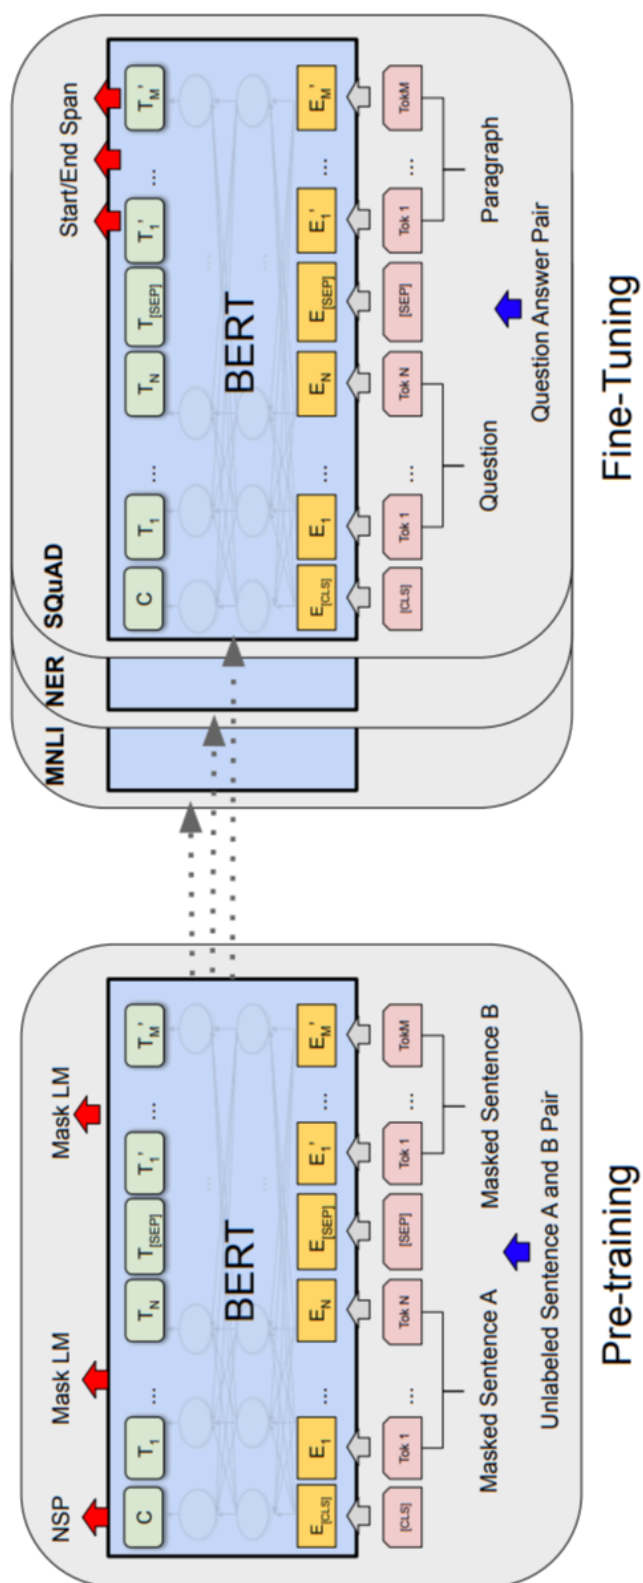 NSP Mask LM Mask LM
C T1 ... TN T[SEP] T1' ... TM'
BERT
E[CLS] E1 ... EN E[SEP] E1' ... EM'
[CLS] Tok 1 ... Tok N [SEP] Tok 1 ... TokM
Masked Sentence A Masked Sentence B
Unlabeled Sentence A and B Pair
Pre-training
MNLI NER SQuAD Start/End Span
C T1 ... TN T[SEP] T1' ... TM'
BERT
E[CLS] E1 ... EN E[SEP] E1' ... EM'
[CLS] Tok 1 ... Tok N [SEP] Tok 1 ... TokM
Question Paragraph
Question Answer Pair
Fine-Tuning